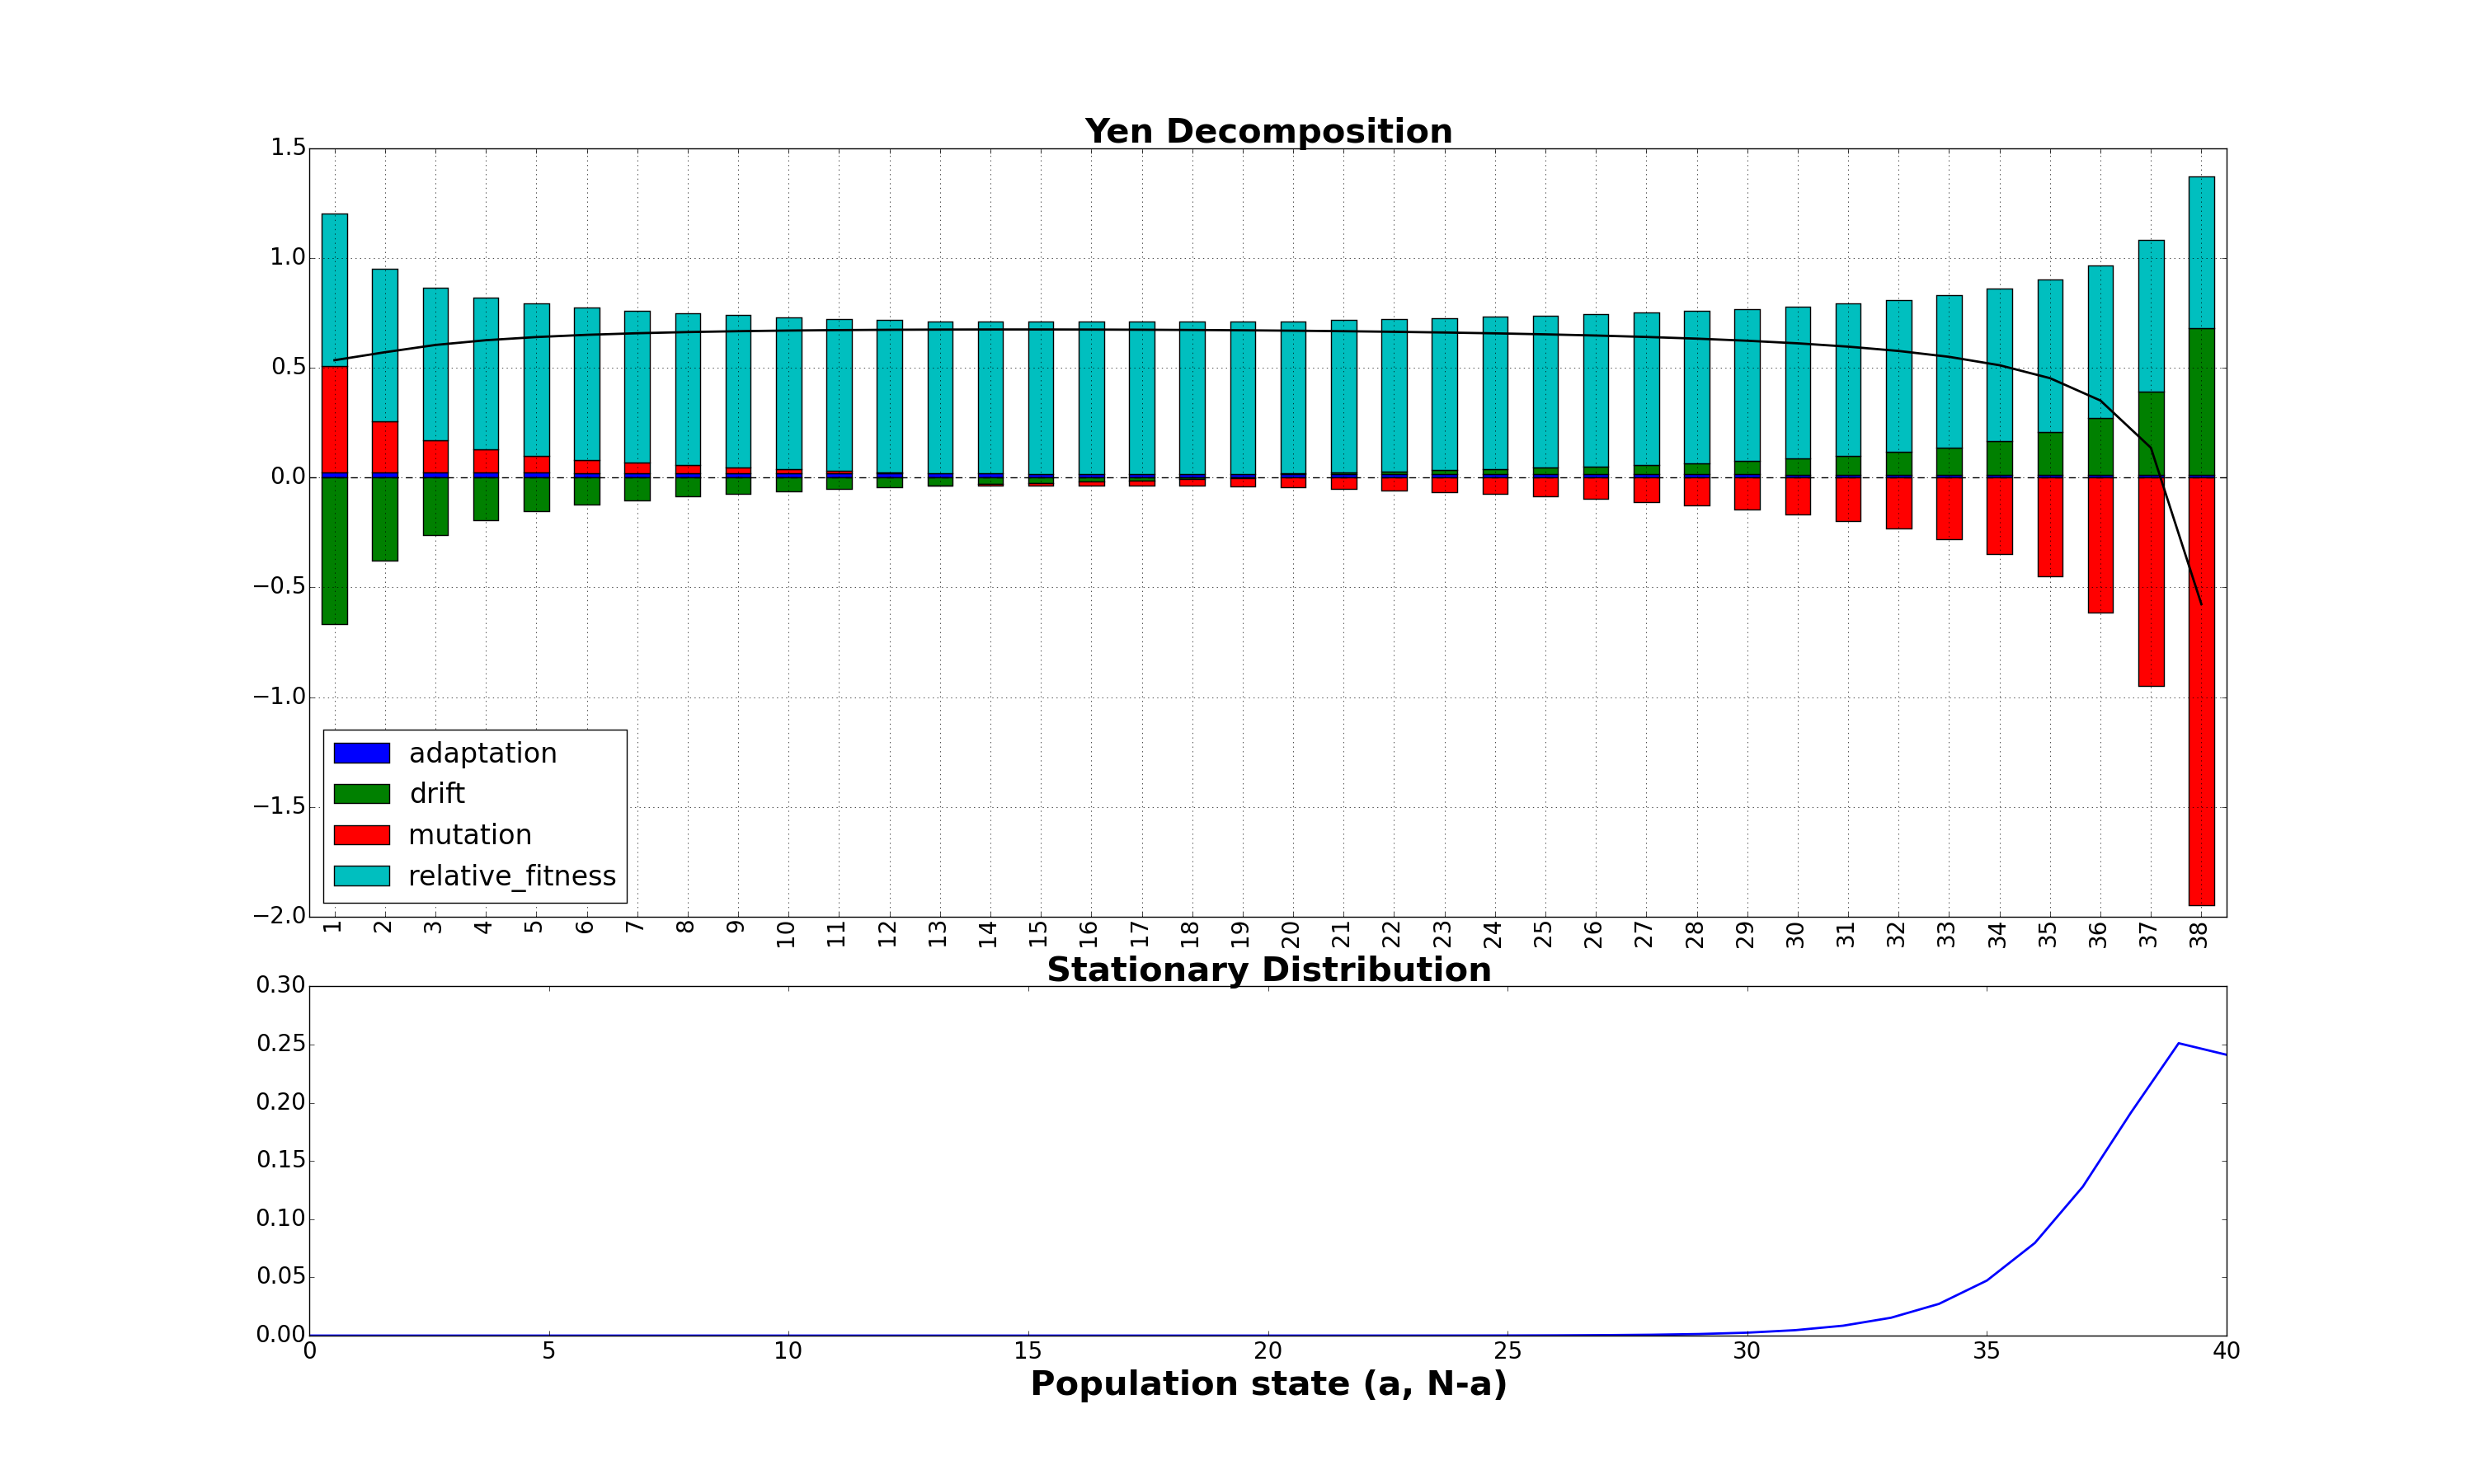 Yen Decomposition
1.5
1.0
0.5
0.0
−0.5
−1.0
−1.5
−2.0
adaptation
drift
mutation
relative_fitness
1 2 3 4 5 6 7 8 9 10 11 12 13 14 15 16 17 18 19 20 21 22 23 24 25 26 27 28 29 30 31 32 33 34 35 36 37 38
Stationary Distribution
0.30
0.25
0.20
0.15
0.10
0.05
0.00
0 5 10 15 20 25 30 35 40
Population state (a, N-a)